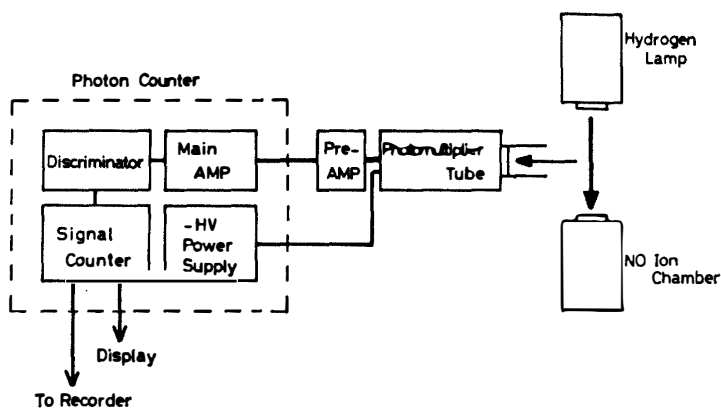 Hydrogen
Lamp
Photon Counter
Discriminator
Main
AMP
Pre-
AMP
Photomultiplier
Tube
Signal
Counter
-HV
Power
Supply
NO Ion
Chamber
Display
To Recorder